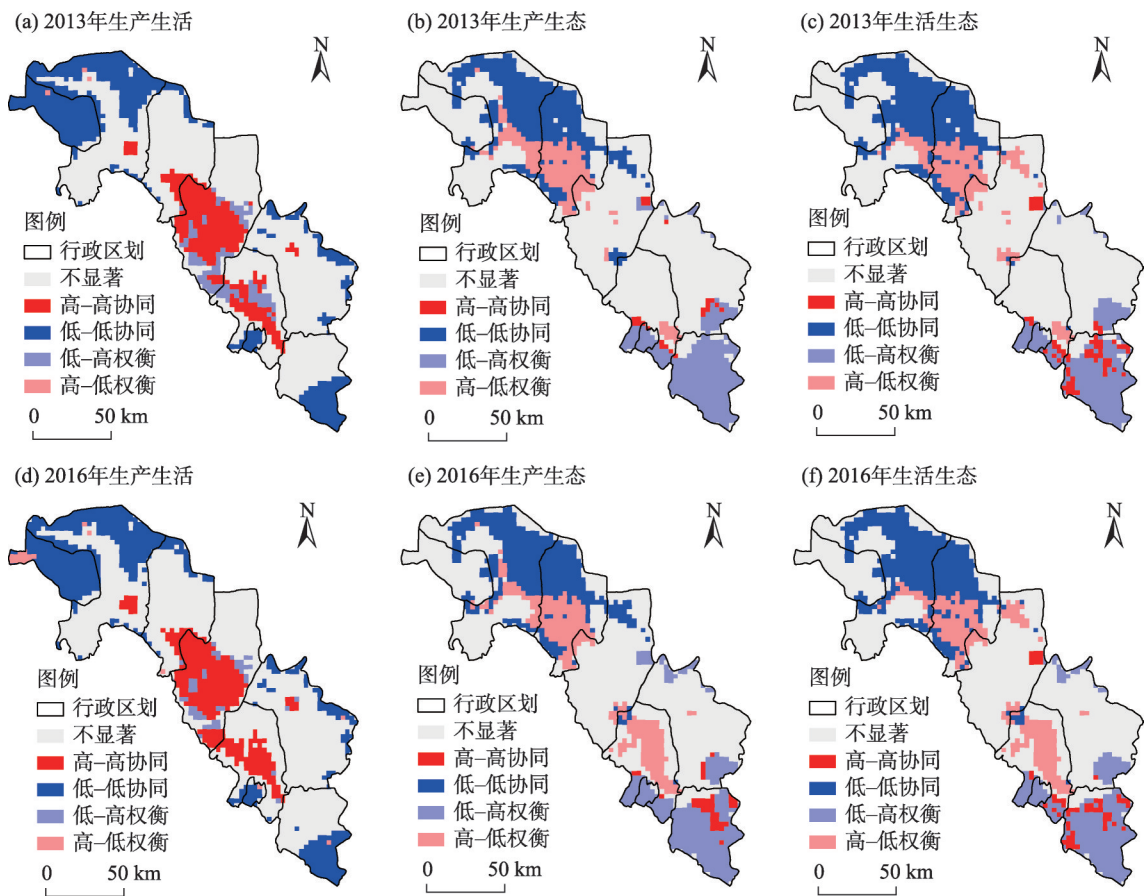 (a) 2013年生产生活
N
图例
行政区划
不显著
高–高协同
低–低协同
低–高权衡
高–低权衡
0 50 km
(b) 2013年生产生态
N
图例
行政区划
不显著
高–高协同
低–低协同
低–高权衡
高–低权衡
0 50 km
(c) 2013年生活生态
N
图例
行政区划
不显著
高–高协同
低–低协同
低–高权衡
高–低权衡
0 50 km
(d) 2016年生产生活
N
图例
行政区划
不显著
高–高协同
低–低协同
低–高权衡
高–低权衡
0 50 km
(e) 2016年生产生态
N
图例
行政区划
不显著
高–高协同
低–低协同
低–高权衡
高–低权衡
0 50 km
(f) 2016年生活生态
N
图例
行政区划
不显著
高–高协同
低–低协同
低–高权衡
高–低权衡
0 50 km